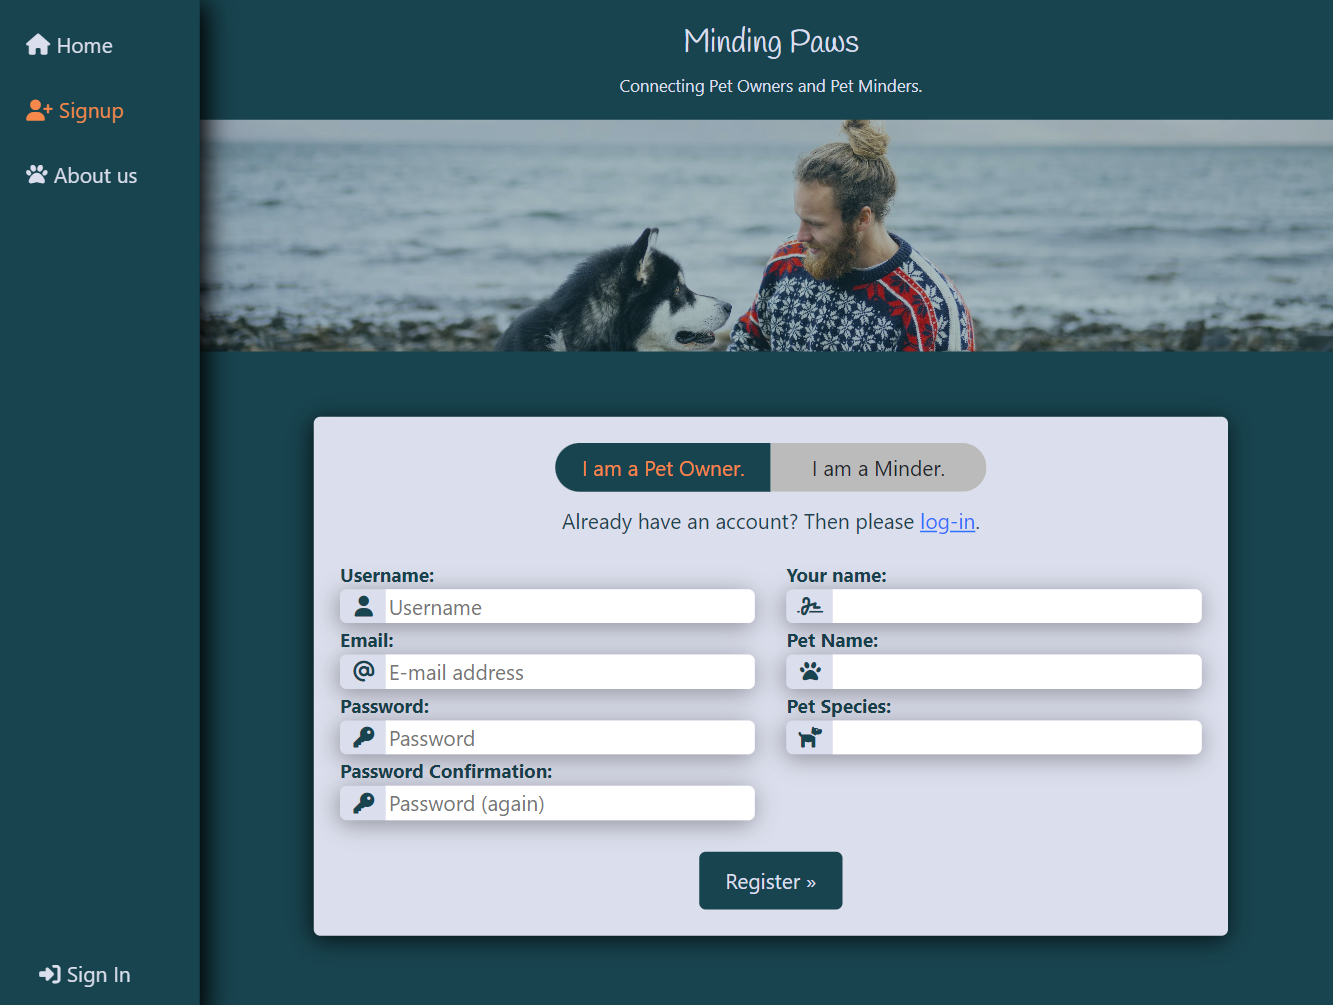 Home
Signup
About us
Sign In
Minding Paws
Connecting Pet Owners and Pet Minders.
I am a Pet Owner.
I am a Minder.
Already have an account? Then please log-in.
Username:
Username
Email:
E-mail address
Password:
Password
Password Confirmation:
Password (again)
Your name:
Pet Name:
Pet Species:
Register »